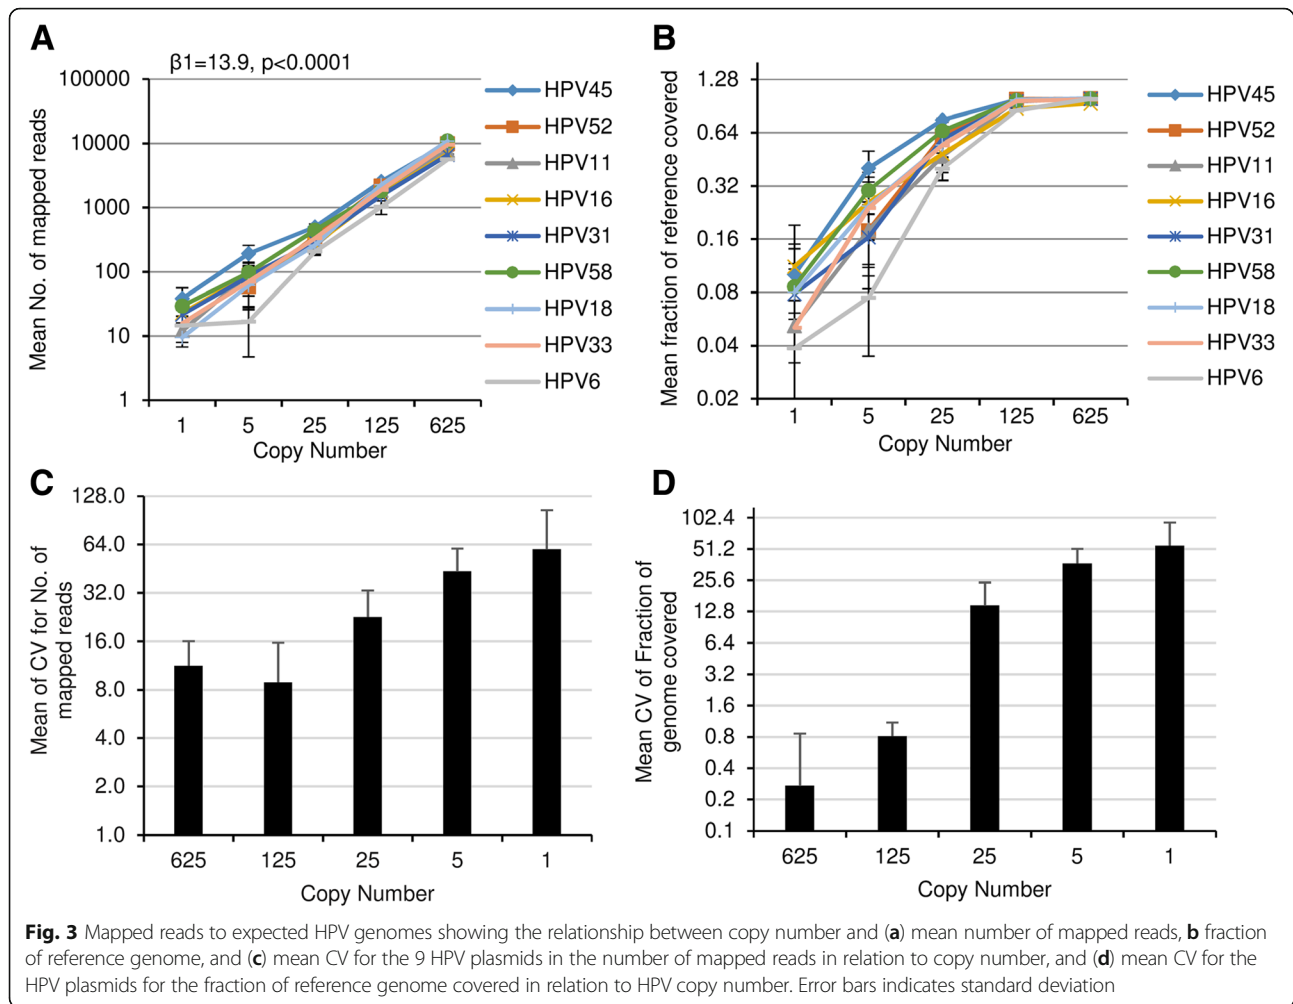 A
β1=13.9, p<0.0001
Mean No. of mapped reads
100000
10000
1000
100
10
1
1 5 25 125 625
Copy Number
HPV45
HPV52
HPV11
HPV16
HPV31
HPV58
HPV18
HPV33
HPV6
B
Mean fraction of reference covered
1.28
0.64
0.32
0.16
0.08
0.04
0.02
1 5 25 125 625
Copy Number
HPV45
HPV52
HPV11
HPV16
HPV31
HPV58
HPV18
HPV33
HPV6
C
Mean of CV for No. of
mapped reads
128.0
64.0
32.0
16.0
8.0
4.0
2.0
1.0
625 125 25 5 1
Copy Number
D
Mean CV of Fraction of
genome covered
102.4
51.2
25.6
12.8
6.4
3.2
1.6
0.8
0.4
0.2
0.1
625 125 25 5 1
Copy Number
Fig. 3 Mapped reads to expected HPV genomes showing the relationship between copy number and (a) mean number of mapped reads, b fraction
of reference genome, and (c) mean CV for the 9 HPV plasmids in the number of mapped reads in relation to copy number, and (d) mean CV for the
HPV plasmids for the fraction of reference genome covered in relation to HPV copy number. Error bars indicates standard deviation